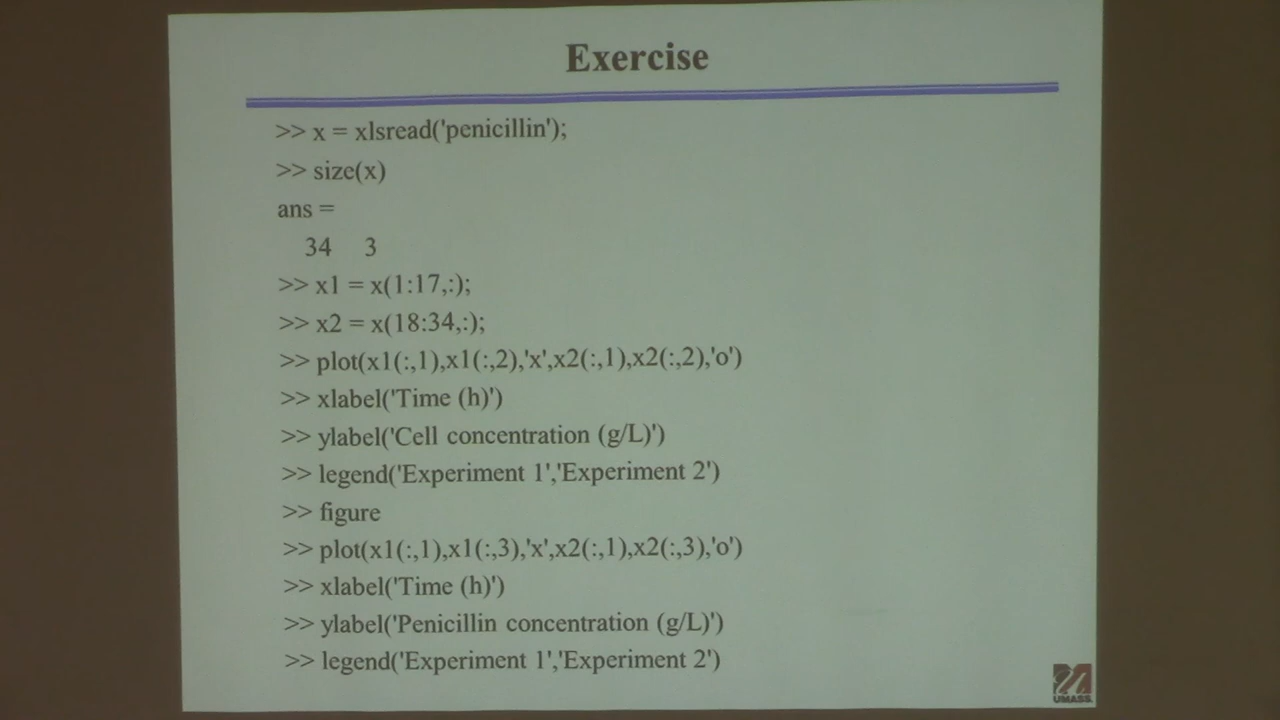 Exercise
>> x = xlsread('penicillin');
>> size(x)
ans =
34 3
>> x1 = x(1:17,:);
>> x2 = x(18:34,:);
>> plot(x1(:,1),x1(:,2),'x',x2(:,1),x2(:,2),'o')
>> xlabel('Time (h)')
>> ylabel('Cell concentration (g/L)')
>> legend('Experiment 1','Experiment 2')
>> figure
>> plot(x1(:,1),x1(:,3),'x',x2(:,1),x2(:,3),'o')
>> xlabel('Time (h)')
>> ylabel('Penicillin concentration (g/L)')
>> legend('Experiment 1','Experiment 2')
UMASS